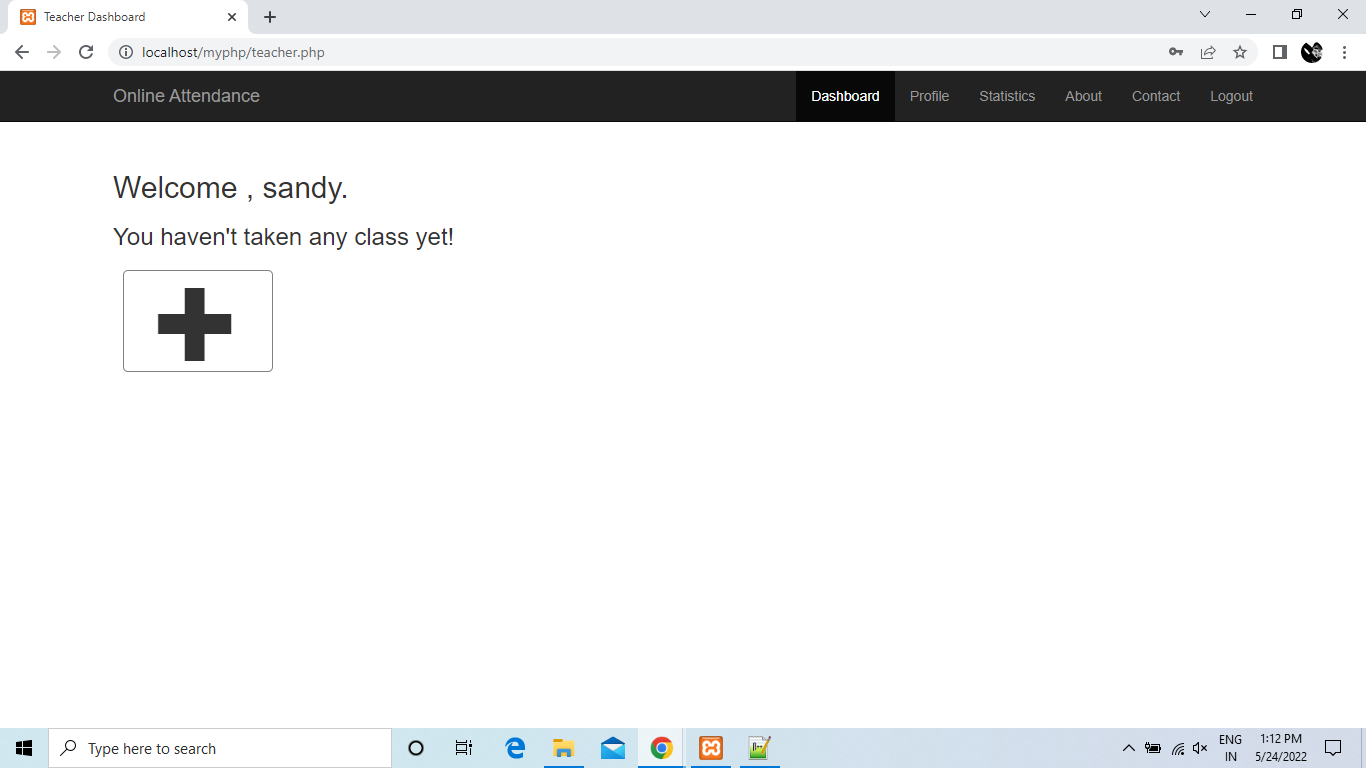 Teacher Dashboard
localhost/myphp/teacher.php
Online Attendance
Dashboard Profile Statistics About Contact Logout
Welcome , sandy.
You haven't taken any class yet!
Type here to search
ENG
IN
1:12 PM
5/24/2022